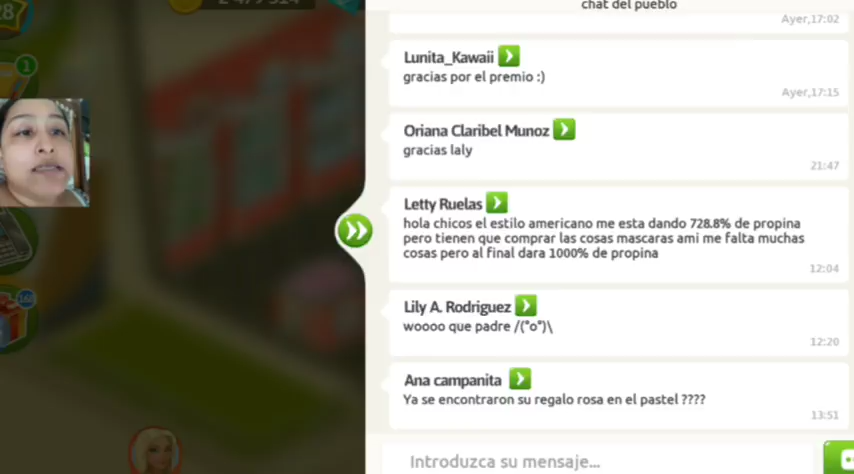 28
chat del pueblo
Ayer,17:02
1
Lunita_Kawaii
gracias por el premio :)
Ayer,17:15
Oriana Claribel Munoz
gracias laly
21:47
Letty Ruelas
hola chicos el estilo americano me esta dando 728.8% de propina
pero tienen que comprar las cosas mascaras ami me falta muchas
cosas pero al final dara 1000% de propina
12:04
Lily A. Rodriguez
woooo que padre /(°o°)\
12:20
Ana campanita
Ya se encontraron su regalo rosa en el pastel ????
13:51
Introduzca su mensaje...